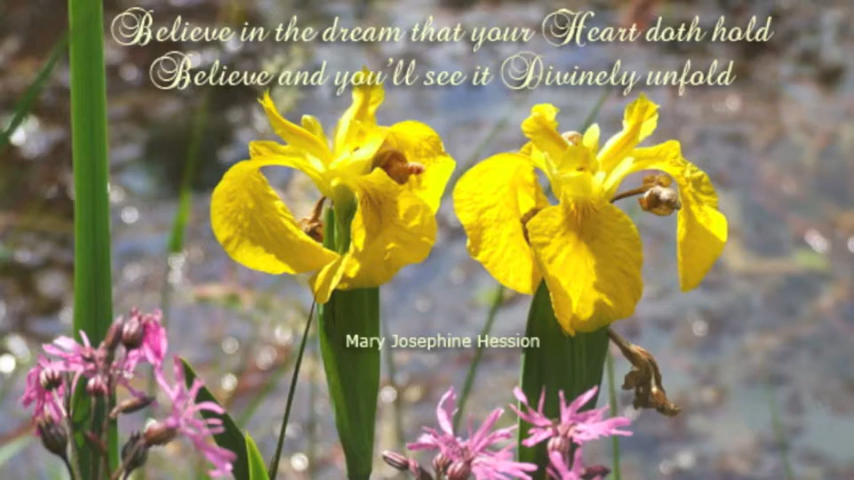 Believe in the dream that your Heart doth hold
Believe and you'll see it Divinely unfold
Mary Josephine Hession